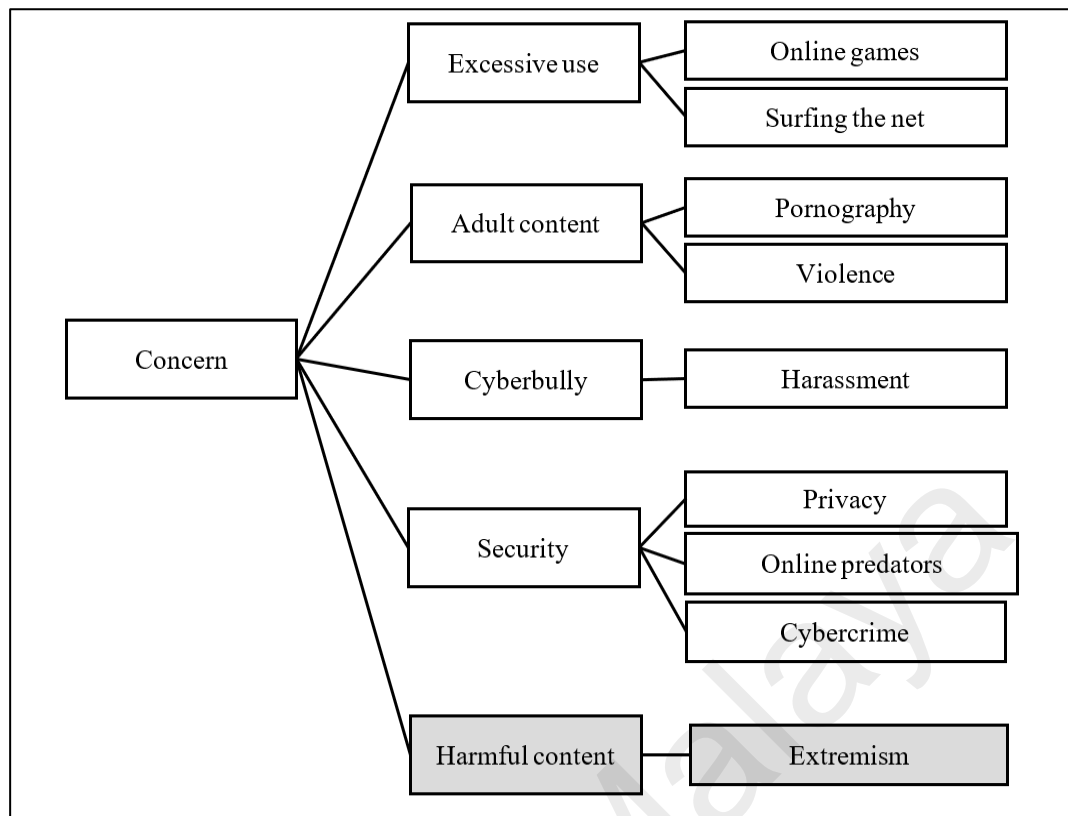 Concern
Excessive use
Online games
Surfing the net
Adult content
Pornography
Violence
Cyberbully
Harassment
Security
Privacy
Online predators
Cybercrime
Harmful content
Extremism
Malaya